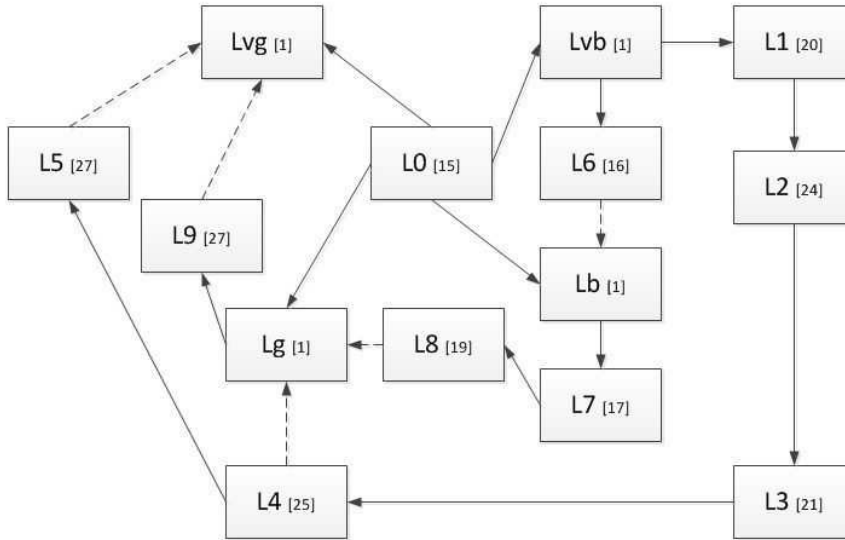 Lvg [1]
Lvb [1]
L1 [20]
L5 [27]
L0 [15]
L6 [16]
L2 [24]
L9 [27]
Lb [1]
Lg [1]
L8 [19]
L7 [17]
L4 [25]
L3 [21]